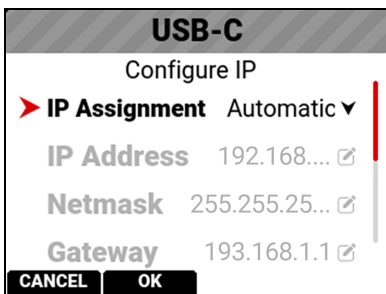 USB-C
Configure IP
IP Assignment Automatic
IP Address 192.168....
Netmask 255.255.25...
Gateway 193.168.1.1
CANCEL OK